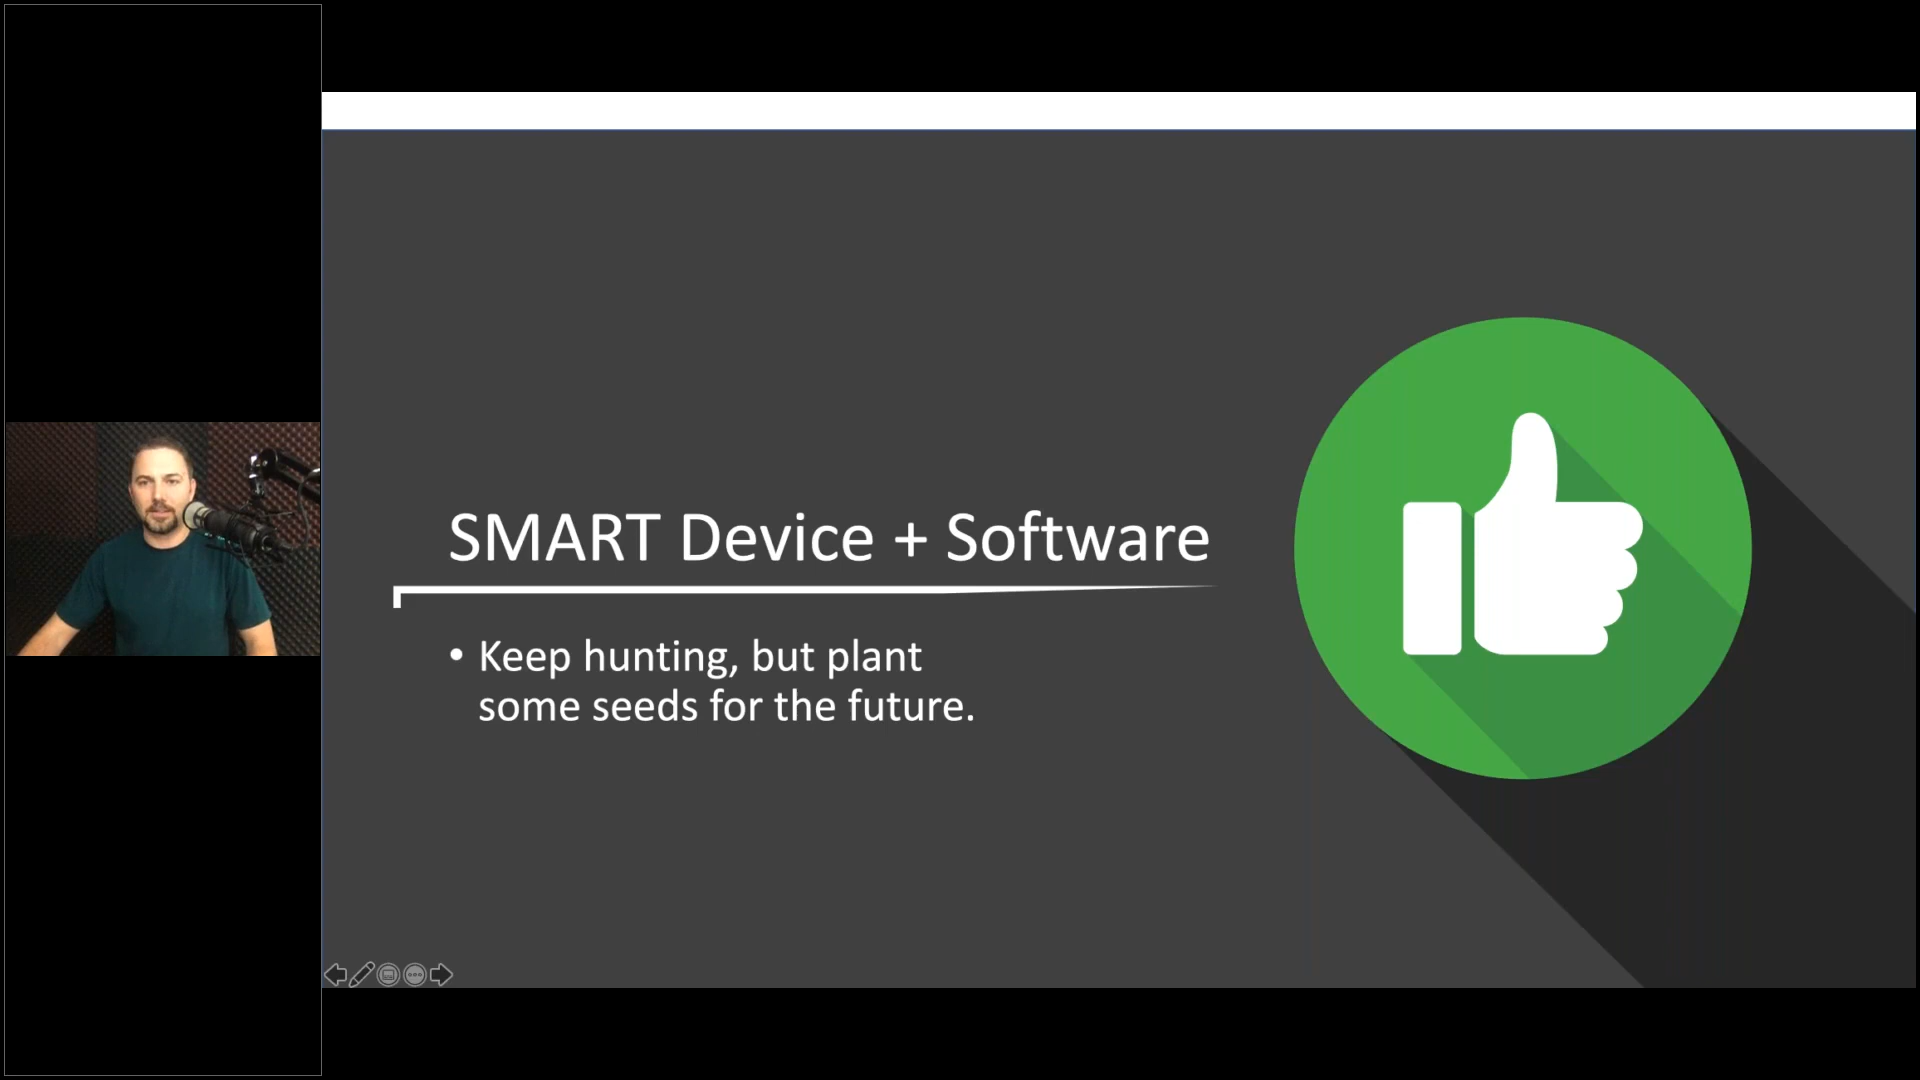 SMART Device + Software
• Keep hunting, but plant
some seeds for the future.